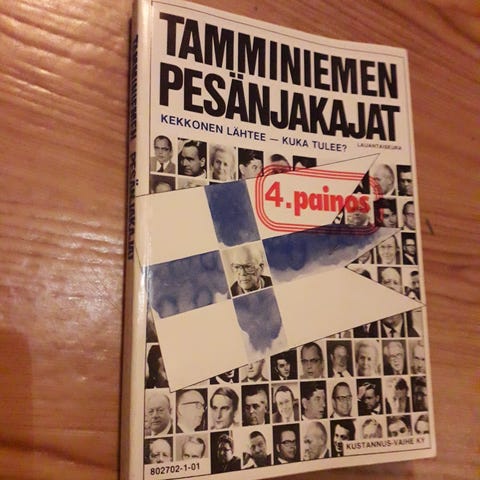 TAMMINIEMEN
PESÄNJAKAJAT
KEKKONEN LÄHTEE — KUKA TULEE?
LAUANTAISEURA
4. painos
KUSTANNUS-VAIHE KY
802702-1-01
TAMMINIEMEN PESÄNJAKAJAT